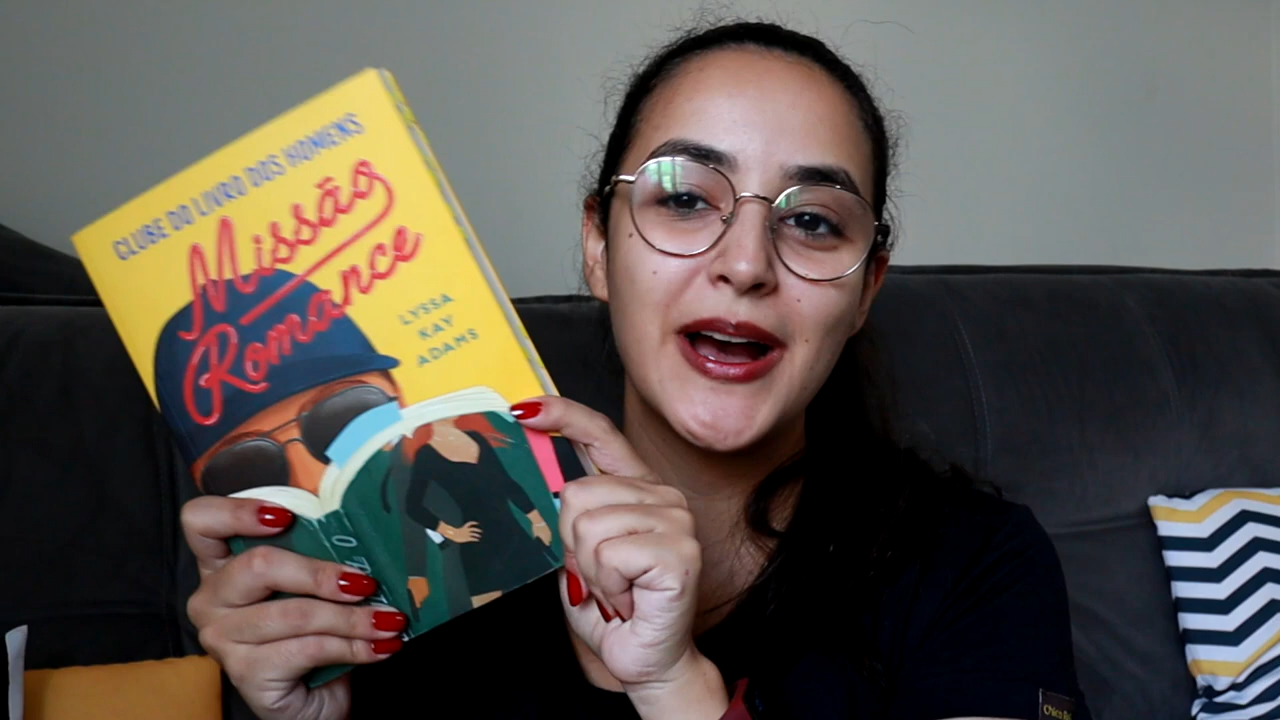 CLUBE DO LIVRO DOS HOMENS
Missão
Romance
LYSSA
KAY
ADAMS